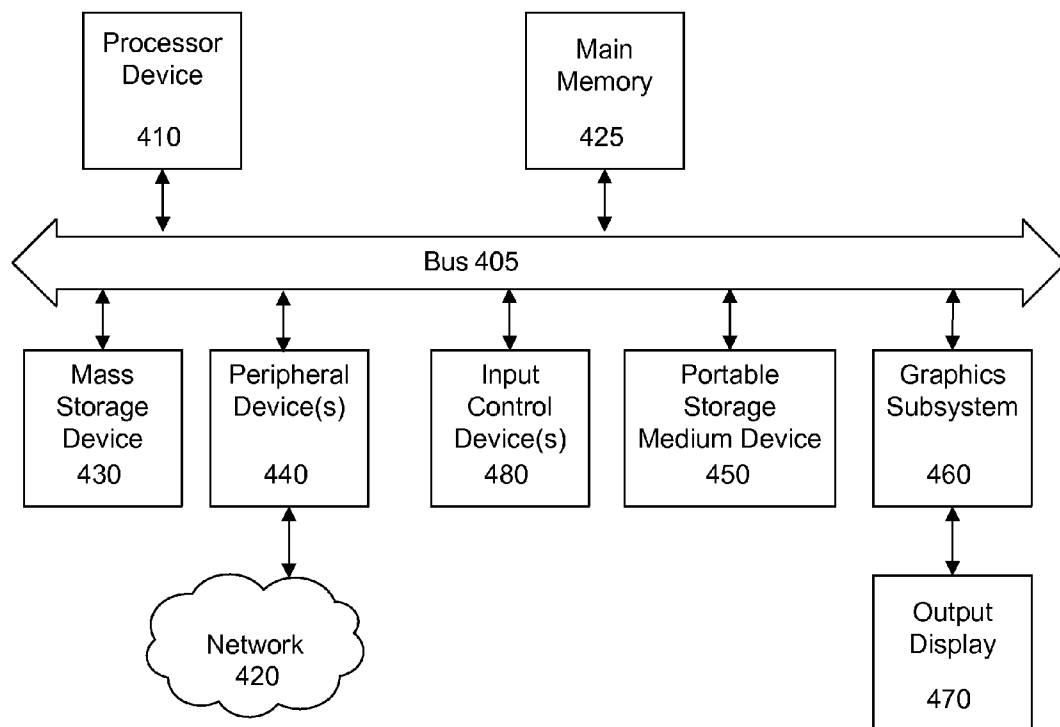 Processor
Device
410
Main
Memory
425
Bus 405
Mass
Storage
Device
430
Peripheral
Device(s)
440
Input
Control
Device(s)
480
Portable
Storage
Medium Device
450
Graphics
Subsystem
460
Network
420
Output
Display
470